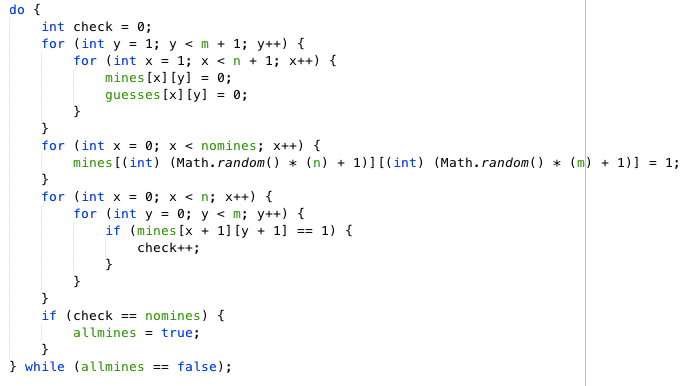 do {
    int check = 0;
    for (int y = 1; y < m + 1; y++) {
        for (int x = 1; x < n + 1; x++) {
            mines[x][y] = 0;
            guesses[x][y] = 0;
        }
    }
    for (int x = 0; x < nomines; x++) {
        mines[(int) (Math.random() * (n) + 1)][(int) (Math.random() * (m) + 1)] = 1;
    }
    for (int x = 0; x < n; x++) {
        for (int y = 0; y < m; y++) {
            if (mines[x + 1][y + 1] == 1) {
                check++;
            }
        }
    }
    if (check == nomines) {
        allmines = true;
    }
} while (allmines == false);